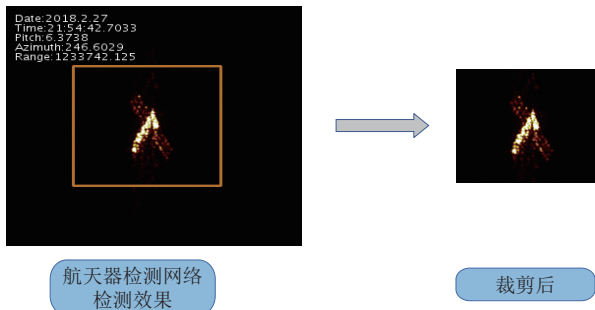 Date:2018.2.27
Time:21:54:42.7033
Pitch:6.3738
Azimuth:246.6029
Range:1233742.125
航天器检测网络
检测效果
裁剪后